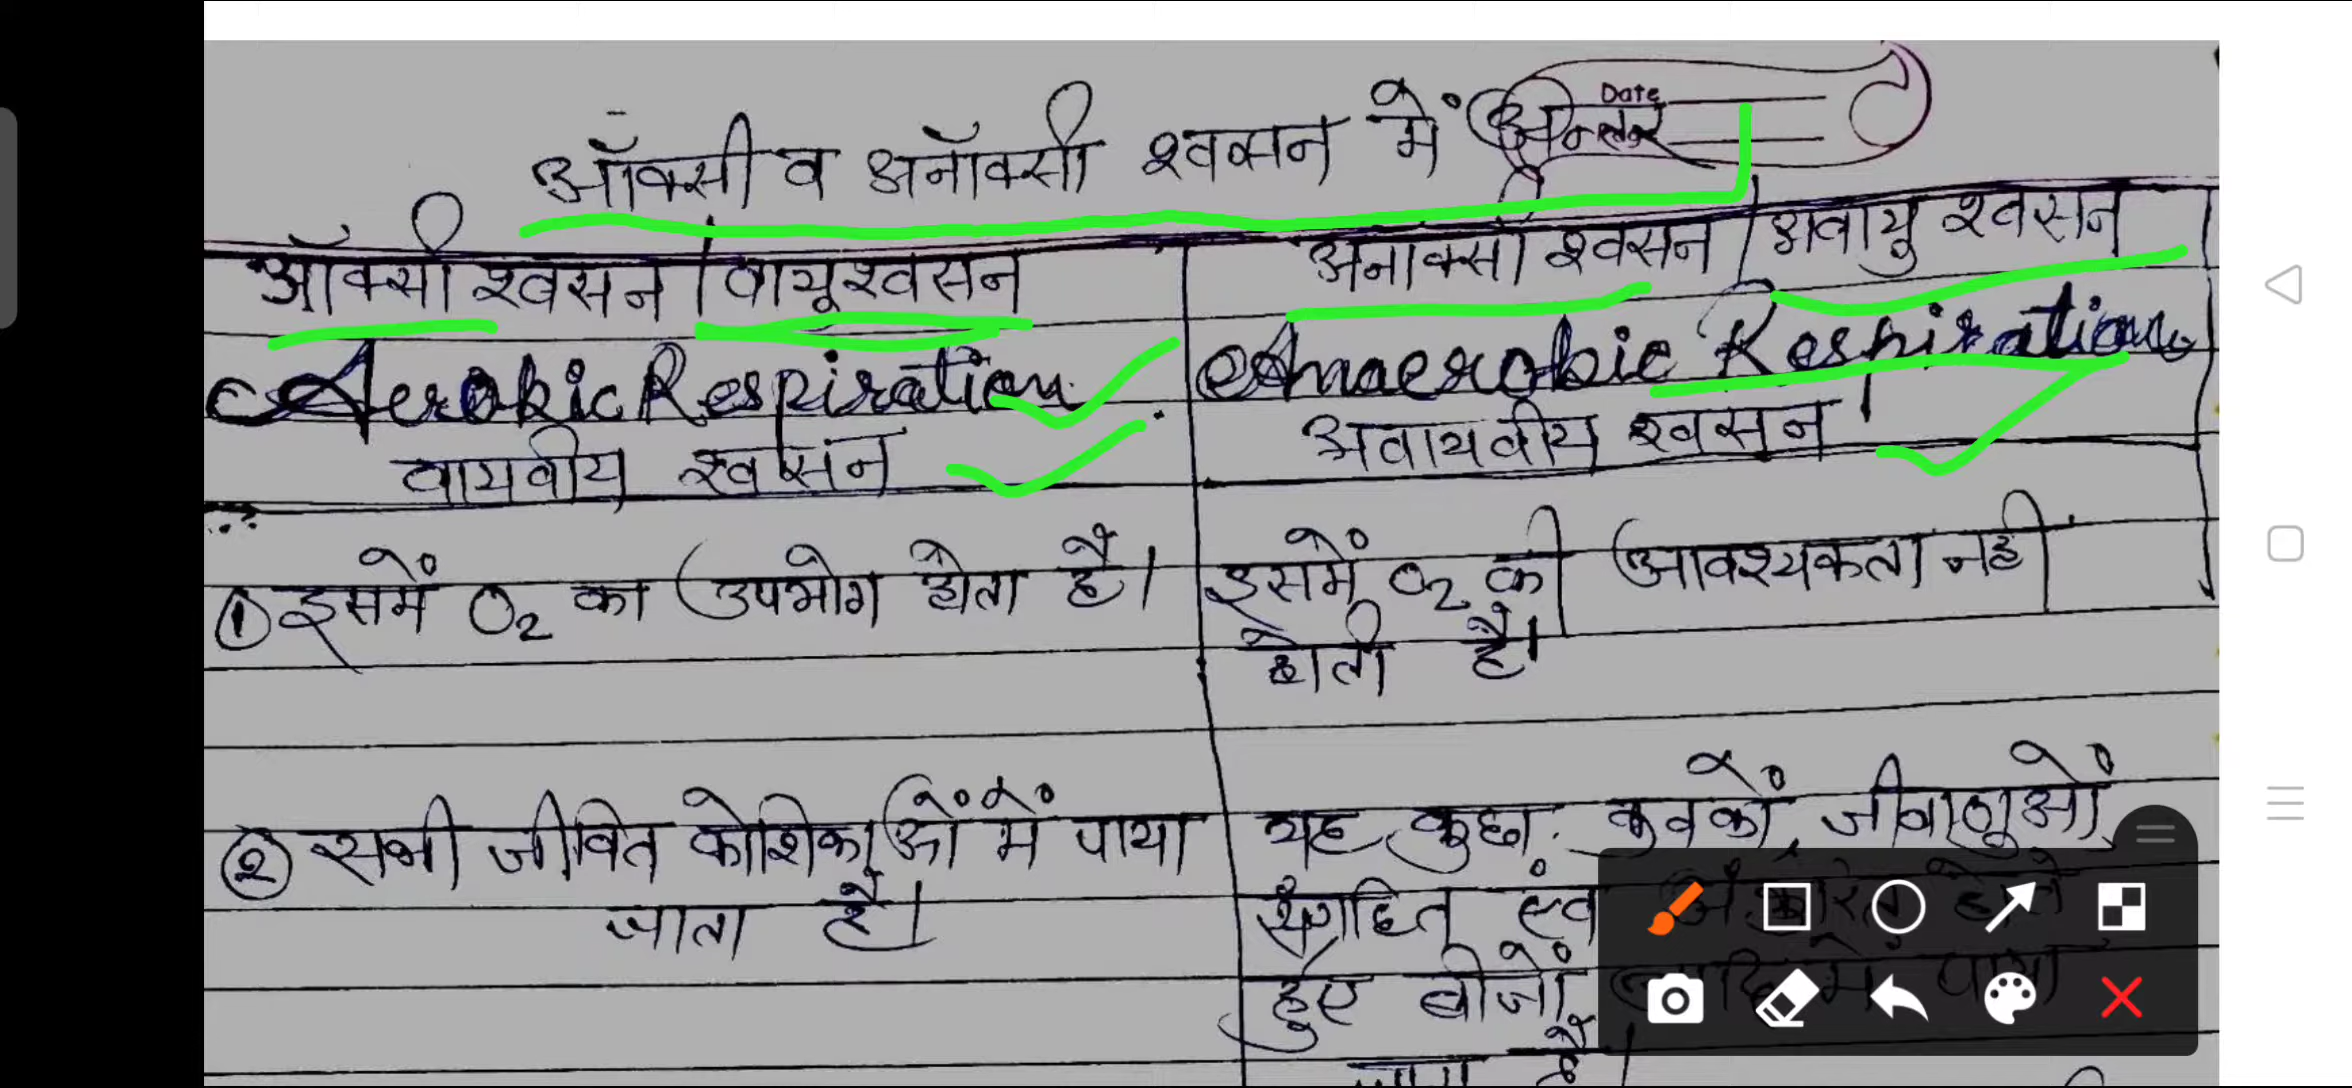 Date
ऑक्सी व अनॉक्सी श्वसन में अन्तर
ऑक्सी श्वसन | वायुश्वसन
Aerobic Respiration
वायवीय श्वसन
अनाक्सी श्वसन | अवायु श्वसन
Anaerobic Respiration
अवायवीय श्वसन
① इसमें O2 का उपभोग होता है।
इसमें O2 की आवश्यकता नही
होती है।
② सभी जीवित कोशिकाओं में पाया
जाता है।
यह कुछ कवकों, जीवाणुओं,
संग्रहित एंव अंकुरित होते
हुए बीजों में पाया
जाता है।